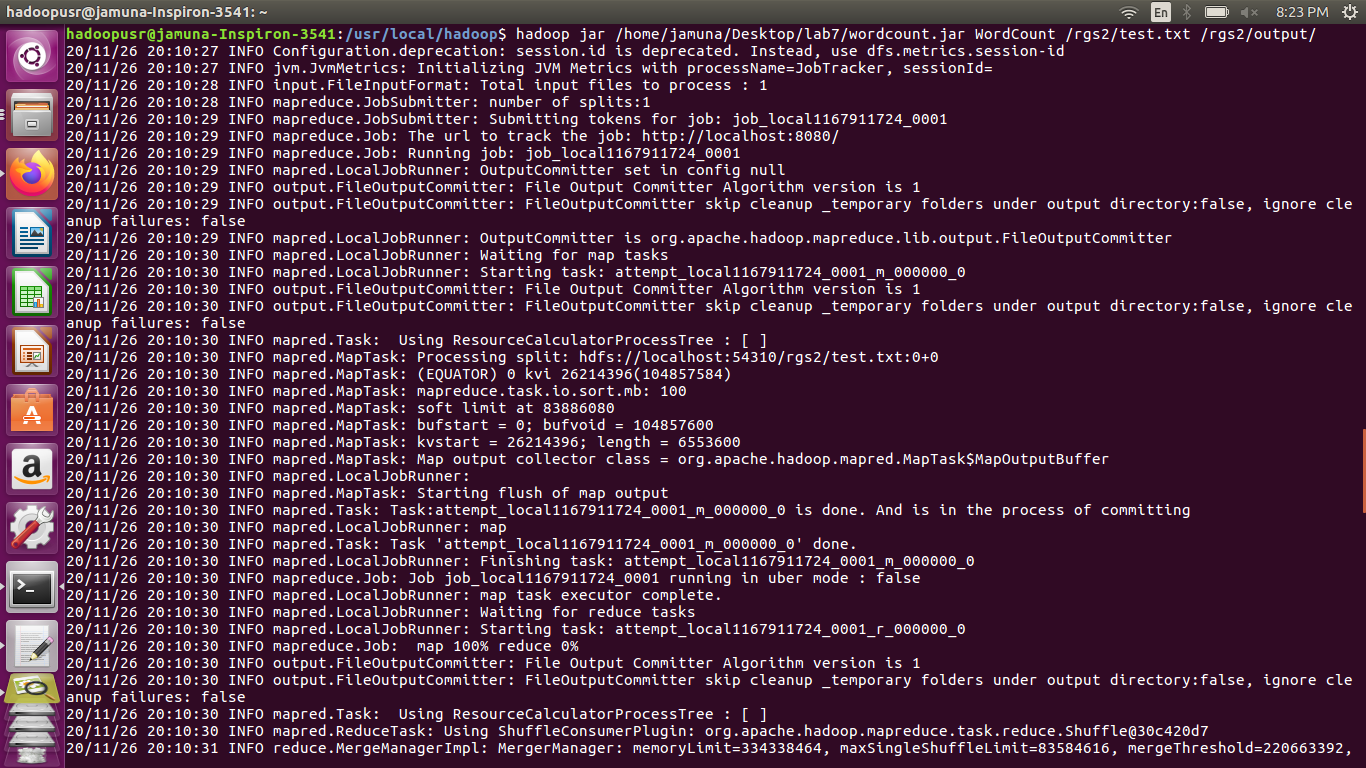 hadoopusr@jamuna-Inspiron-3541: ~
En
8:23 PM
hadoopusr@jamuna-Inspiron-3541:/usr/local/hadoop$ hadoop jar /home/jamuna/Desktop/lab7/wordcount.jar WordCount /rgs2/test.txt /rgs2/output/
20/11/26 20:10:27 INFO Configuration.deprecation: session.id is deprecated. Instead, use dfs.metrics.session-id
20/11/26 20:10:27 INFO jvm.JvmMetrics: Initializing JVM Metrics with processName=JobTracker, sessionId=
20/11/26 20:10:28 INFO input.FileInputFormat: Total input files to process : 1
20/11/26 20:10:28 INFO mapreduce.JobSubmitter: number of splits:1
20/11/26 20:10:29 INFO mapreduce.JobSubmitter: Submitting tokens for job: job_local1167911724_0001
20/11/26 20:10:29 INFO mapreduce.Job: The url to track the job: http://localhost:8080/
20/11/26 20:10:29 INFO mapreduce.Job: Running job: job_local1167911724_0001
20/11/26 20:10:29 INFO mapred.LocalJobRunner: OutputCommitter set in config null
20/11/26 20:10:29 INFO output.FileOutputCommitter: File Output Committer Algorithm version is 1
20/11/26 20:10:29 INFO output.FileOutputCommitter: FileOutputCommitter skip cleanup _temporary folders under output directory:false, ignore cle
anup failures: false
20/11/26 20:10:29 INFO mapred.LocalJobRunner: OutputCommitter is org.apache.hadoop.mapreduce.lib.output.FileOutputCommitter
20/11/26 20:10:29 INFO mapred.LocalJobRunner: Waiting for map tasks
20/11/26 20:10:30 INFO mapred.LocalJobRunner: Starting task: attempt_local1167911724_0001_m_000000_0
20/11/26 20:10:30 INFO output.FileOutputCommitter: File Output Committer Algorithm version is 1
20/11/26 20:10:30 INFO output.FileOutputCommitter: FileOutputCommitter skip cleanup _temporary folders under output directory:false, ignore cle
anup failures: false
20/11/26 20:10:30 INFO mapred.Task:  Using ResourceCalculatorProcessTree : [ ]
20/11/26 20:10:30 INFO mapred.MapTask: Processing split: hdfs://localhost:54310/rgs2/test.txt:0+0
20/11/26 20:10:30 INFO mapred.MapTask: (EQUATOR) 0 kvi 26214396(104857584)
20/11/26 20:10:30 INFO mapred.MapTask: mapreduce.task.io.sort.mb: 100
20/11/26 20:10:30 INFO mapred.MapTask: soft limit at 83886080
20/11/26 20:10:30 INFO mapred.MapTask: bufstart = 0; bufvoid = 104857600
20/11/26 20:10:30 INFO mapred.MapTask: kvstart = 26214396; length = 6553600
20/11/26 20:10:30 INFO mapred.MapTask: Map output collector class = org.apache.hadoop.mapred.MapTask$MapOutputBuffer
20/11/26 20:10:30 INFO mapred.LocalJobRunner:
20/11/26 20:10:30 INFO mapred.MapTask: Starting flush of map output
20/11/26 20:10:30 INFO mapred.Task: Task:attempt_local1167911724_0001_m_000000_0 is done. And is in the process of committing
20/11/26 20:10:30 INFO mapred.LocalJobRunner: map
20/11/26 20:10:30 INFO mapred.Task: Task 'attempt_local1167911724_0001_m_000000_0' done.
20/11/26 20:10:30 INFO mapred.LocalJobRunner: Finishing task: attempt_local1167911724_0001_m_000000_0
20/11/26 20:10:30 INFO mapreduce.Job: Job job_local1167911724_0001 running in uber mode : false
20/11/26 20:10:30 INFO mapred.LocalJobRunner: map task executor complete.
20/11/26 20:10:30 INFO mapred.LocalJobRunner: Waiting for reduce tasks
20/11/26 20:10:30 INFO mapred.LocalJobRunner: Starting task: attempt_local1167911724_0001_r_000000_0
20/11/26 20:10:30 INFO mapreduce.Job:  map 100% reduce 0%
20/11/26 20:10:30 INFO output.FileOutputCommitter: File Output Committer Algorithm version is 1
20/11/26 20:10:30 INFO output.FileOutputCommitter: FileOutputCommitter skip cleanup _temporary folders under output directory:false, ignore cle
anup failures: false
20/11/26 20:10:30 INFO mapred.Task:  Using ResourceCalculatorProcessTree : [ ]
20/11/26 20:10:30 INFO mapred.ReduceTask: Using ShuffleConsumerPlugin: org.apache.hadoop.mapreduce.task.reduce.Shuffle@30c420d7
20/11/26 20:10:31 INFO reduce.MergeManagerImpl: MergerManager: memoryLimit=334338464, maxSingleShuffleLimit=83584616, mergeThreshold=220663392,